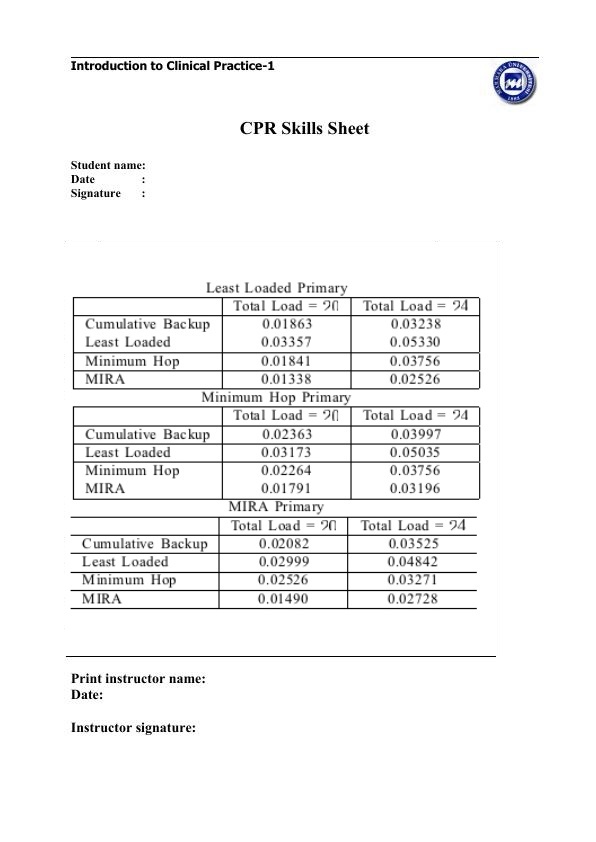 Introduction to Clinical Practice-1
MARMARA ÜNİVERSİTESİ
1883
CPR Skills Sheet
Student name:
Date :
Signature :
Least Loaded Primary
Total Load = 20 Total Load = 24
Cumulative Backup 0.01863 0.03238
Least Loaded 0.03357 0.05330
Minimum Hop 0.01841 0.03756
MIRA 0.01338 0.02526
Minimum Hop Primary
Total Load = 20 Total Load = 24
Cumulative Backup 0.02363 0.03997
Least Loaded 0.03173 0.05035
Minimum Hop 0.02264 0.03756
MIRA 0.01791 0.03196
MIRA Primary
Total Load = 20 Total Load = 24
Cumulative Backup 0.02082 0.03525
Least Loaded 0.02999 0.04842
Minimum Hop 0.02526 0.03271
MIRA 0.01490 0.02728
Print instructor name:
Date:
Instructor signature: